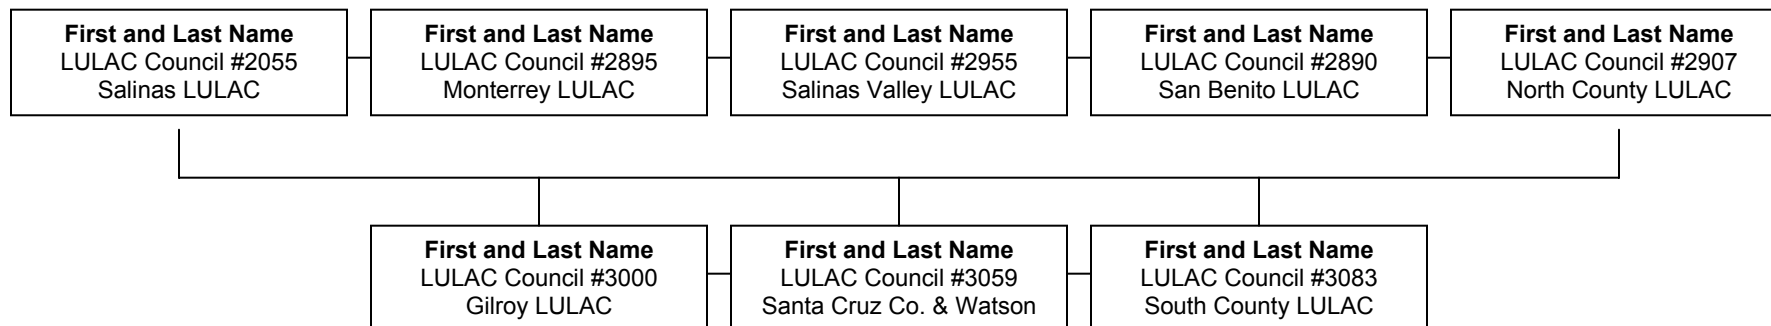 First and Last Name
LULAC Council #2055
Salinas LULAC
First and Last Name
LULAC Council #2895
Monterrey LULAC
First and Last Name
LULAC Council #2955
Salinas Valley LULAC
First and Last Name
LULAC Council #2890
San Benito LULAC
First and Last Name
LULAC Council #2907
North County LULAC
First and Last Name
LULAC Council #3000
Gilroy LULAC
First and Last Name
LULAC Council #3059
Santa Cruz Co. & Watson
First and Last Name
LULAC Council #3083
South County LULAC